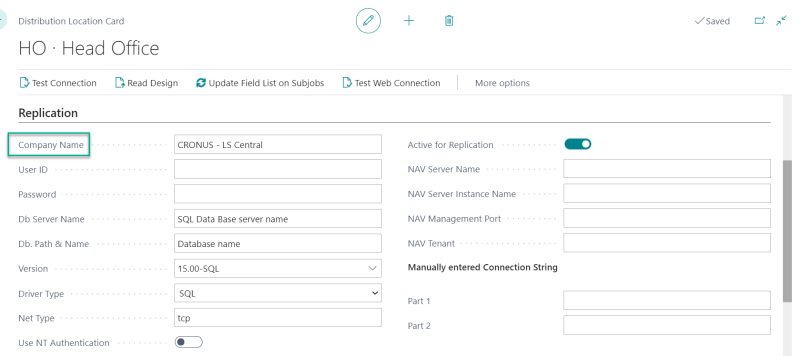 Distribution Location Card
Saved
HO · Head Office
Test Connection Read Design Update Field List on Subjobs Test Web Connection More options
Replication
Company Name CRONUS - LS Central
User ID
Password
Db Server Name SQL Data Base server name
Db. Path & Name Database name
Version 15.00-SQL
Driver Type SQL
Net Type tcp
Use NT Authentication
Active for Replication
NAV Server Name
NAV Server Instance Name
NAV Management Port
NAV Tenant
Manually entered Connection String
Part 1
Part 2